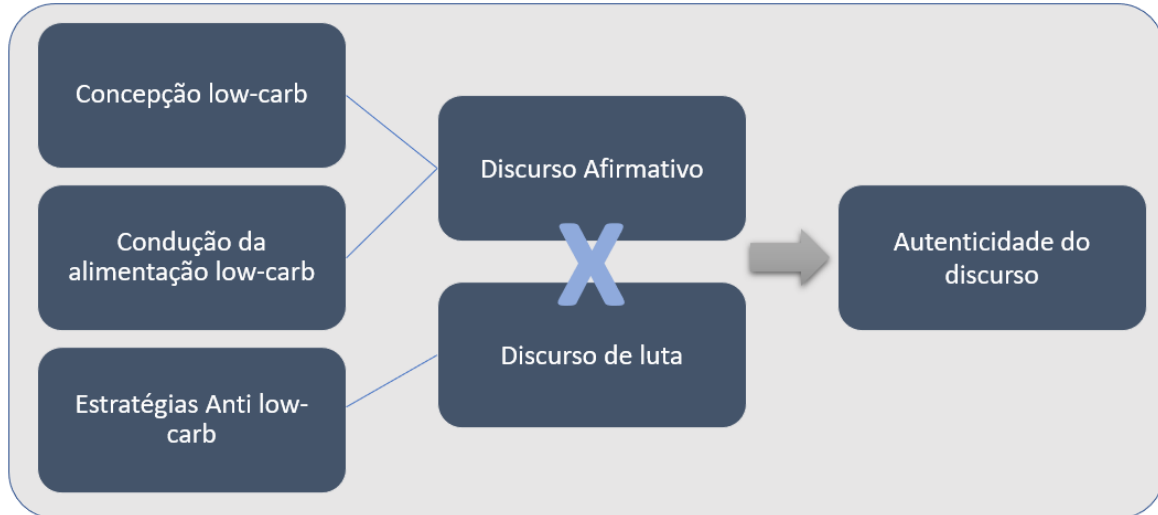 Concepção low-carb
Condução da
alimentação low-carb
Estratégias Anti low-
carb
Discurso Afirmativo
X
Discurso de luta
Autenticidade do
discurso